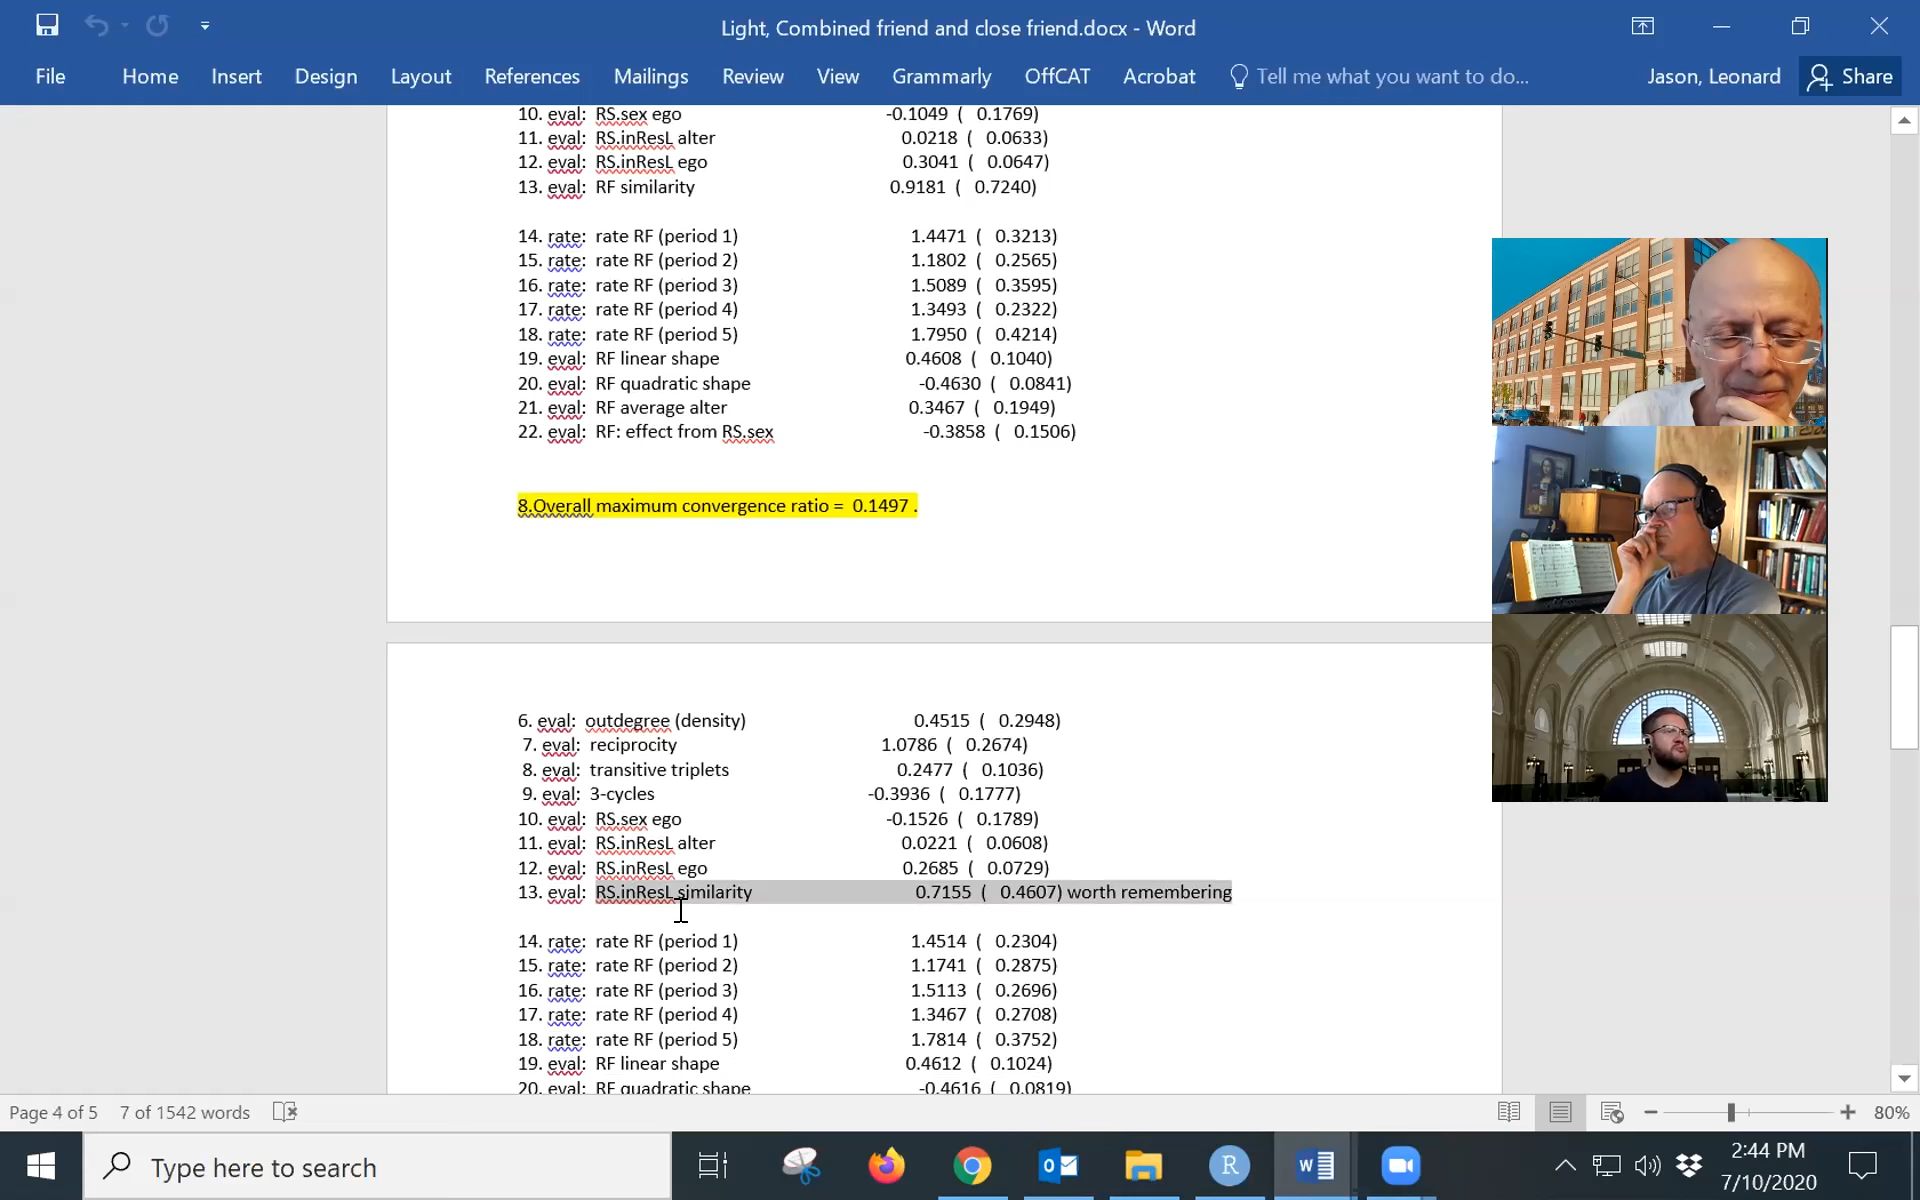 Light, Combined friend and close friend.docx - Word
File Home Insert Design Layout References Mailings Review View Grammarly OffCAT Acrobat Tell me what you want to do... Jason, Leonard Share
10. eval: RS.sex ego -0.1049 ( 0.1769)
11. eval: RS.inResL alter 0.0218 ( 0.0633)
12. eval: RS.inResL ego 0.3041 ( 0.0647)
13. eval: RF similarity 0.9181 ( 0.7240)
14. rate: rate RF (period 1) 1.4471 ( 0.3213)
15. rate: rate RF (period 2) 1.1802 ( 0.2565)
16. rate: rate RF (period 3) 1.5089 ( 0.3595)
17. rate: rate RF (period 4) 1.3493 ( 0.2322)
18. rate: rate RF (period 5) 1.7950 ( 0.4214)
19. eval: RF linear shape 0.4608 ( 0.1040)
20. eval: RF quadratic shape -0.4630 ( 0.0841)
21. eval: RF average alter 0.3467 ( 0.1949)
22. eval: RF: effect from RS.sex -0.3858 ( 0.1506)
8.Overall maximum convergence ratio = 0.1497 .
6. eval: outdegree (density) 0.4515 ( 0.2948)
7. eval: reciprocity 1.0786 ( 0.2674)
8. eval: transitive triplets 0.2477 ( 0.1036)
9. eval: 3-cycles -0.3936 ( 0.1777)
10. eval: RS.sex ego -0.1526 ( 0.1789)
11. eval: RS.inResL alter 0.0221 ( 0.0608)
12. eval: RS.inResL ego 0.2685 ( 0.0729)
13. eval: RS.inResL similarity 0.7155 ( 0.4607) worth remembering
14. rate: rate RF (period 1) 1.4514 ( 0.2304)
15. rate: rate RF (period 2) 1.1741 ( 0.2875)
16. rate: rate RF (period 3) 1.5113 ( 0.2696)
17. rate: rate RF (period 4) 1.3467 ( 0.2708)
18. rate: rate RF (period 5) 1.7814 ( 0.3752)
19. eval: RF linear shape 0.4612 ( 0.1024)
20. eval: RF quadratic shape -0.4616 ( 0.0819)
Page 4 of 5 7 of 1542 words 80%
Type here to search
2:44 PM
7/10/2020